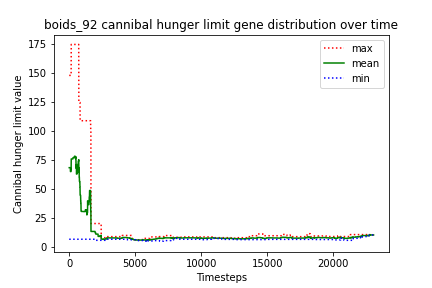 boids_92 cannibal hunger limit gene distribution over time
175
150
125
100
75
50
25
0
Cannibal hunger limit value
max
mean
min
0 5000 10000 15000 20000
Timesteps